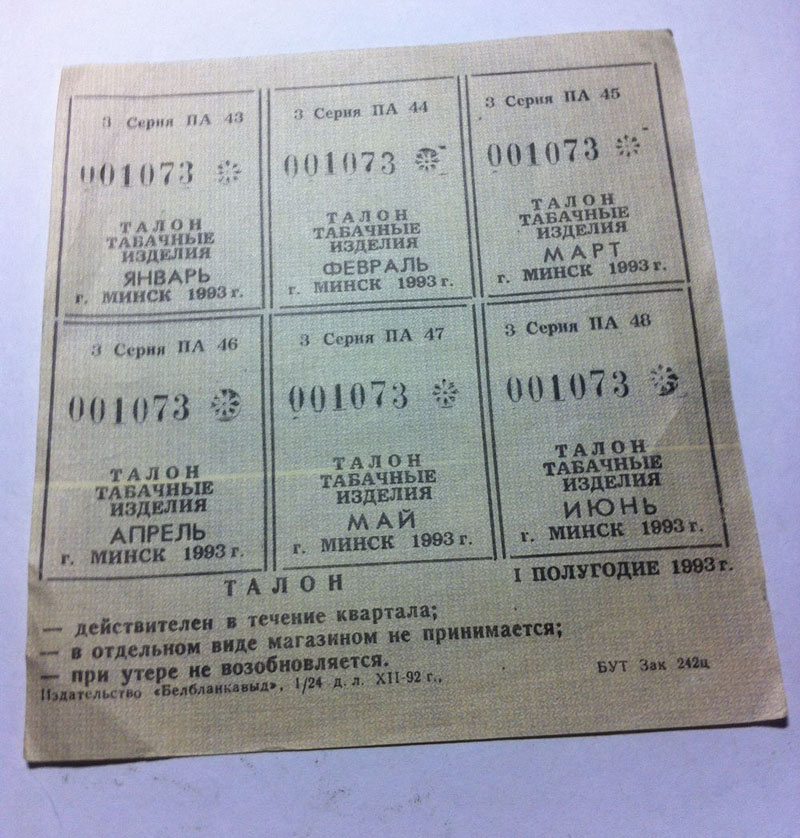 3 Серия ПА 43
001073
ТАЛОН
ТАБАЧНЫЕ
ИЗДЕЛИЯ
ЯНВАРЬ
г. МИНСК 1993 г.
3 Серия ПА 44
001073
ТАЛОН
ТАБАЧНЫЕ
ИЗДЕЛИЯ
ФЕВРАЛЬ
г. МИНСК 1993 г.
3 Серия ПА 45
001073
ТАЛОН
ТАБАЧНЫЕ
ИЗДЕЛИЯ
МАРТ
г. МИНСК 1993 г.
3 Серия ПА 46
001073
ТАЛОН
ТАБАЧНЫЕ
ИЗДЕЛИЯ
АПРЕЛЬ
г. МИНСК 1993 г.
3 Серия ПА 47
001073
ТАЛОН
ТАБАЧНЫЕ
ИЗДЕЛИЯ
МАЙ
г. МИНСК 1993 г.
3 Серия ПА 48
001073
ТАЛОН
ТАБАЧНЫЕ
ИЗДЕЛИЯ
ИЮНЬ
г. МИНСК 1993 г.
ТАЛОН I ПОЛУГОДИЕ 1993 г.
— действителен в течение квартала;
— в отдельном виде магазином не принимается;
— при утере не возобновляется.
Издательство «Белбланкавыд», 1/24 д. л. XII-92 г., БУТ Зак 242ц